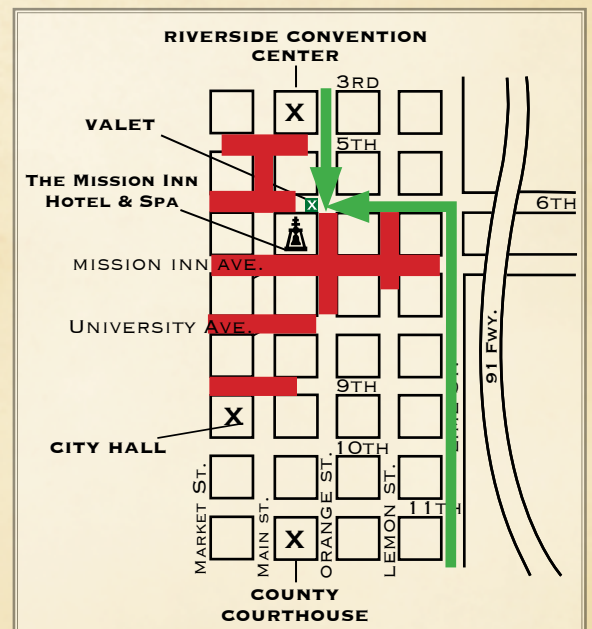 RIVERSIDE CONVENTION
CENTER
3RD
X
VALET
5TH
THE MISSION INN
HOTEL & SPA
X
6TH
MISSION INN AVE.
UNIVERSITY AVE.
91 FWY.
9TH
X
CITY HALL
10TH
MARKET ST.
MAIN ST.
ORANGE ST.
LEMON ST.
11TH
X
COUNTY
COURTHOUSE